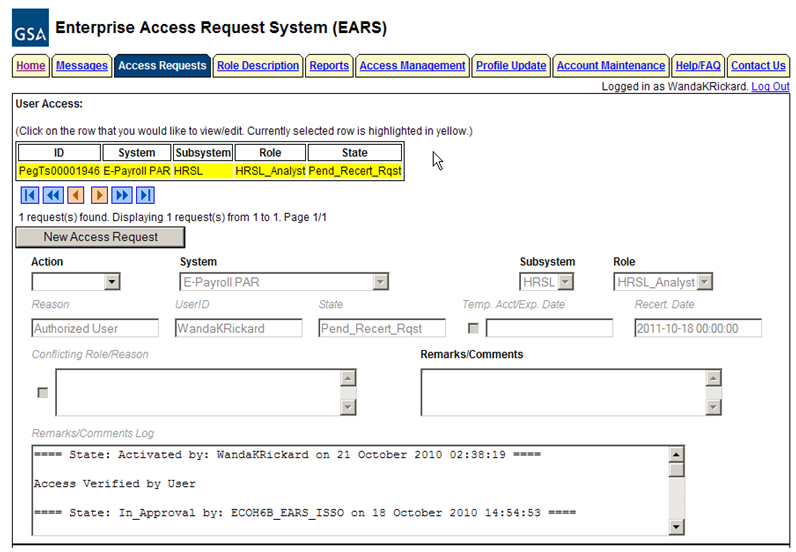 GSA Enterprise Access Request System (EARS)
Home Messages Access Requests Role Description Reports Access Management Profile Update Account Maintenance Help/FAQ Contact Us
Logged in as WandaKRickard. Log Out
User Access:
(Click on the row that you would like to view/edit. Currently selected row is highlighted in yellow.)
ID System Subsystem Role State
PegTs00001946 E-Payroll PAR HRSL HRSL_Analyst Pend_Recert_Rqst
1 request(s) found. Displaying 1 request(s) from 1 to 1. Page 1/1
New Access Request
Action System Subsystem Role
E-Payroll PAR HRSL HRSL_Analyst
Reason UserID State Temp. Acct/Exp. Date Recert. Date
Authorized User WandaKRickard Pend_Recert_Rqst 2011-10-18 00:00:00
Conflicting Role/Reason Remarks/Comments
Remarks/Comments Log
==== State: Activated by: WandaKRickard on 21 October 2010 02:38:19 ====
Access Verified by User
==== State: In_Approval by: ECOH6B_EARS_ISSO on 18 October 2010 14:54:53 ====